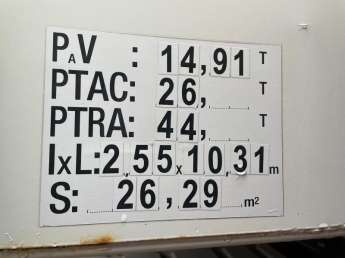 PAV : 14,91 T
PTAC: 26, T
PTRA: 44, T
IxL:2,55x10,31m
S: 26,29 m²